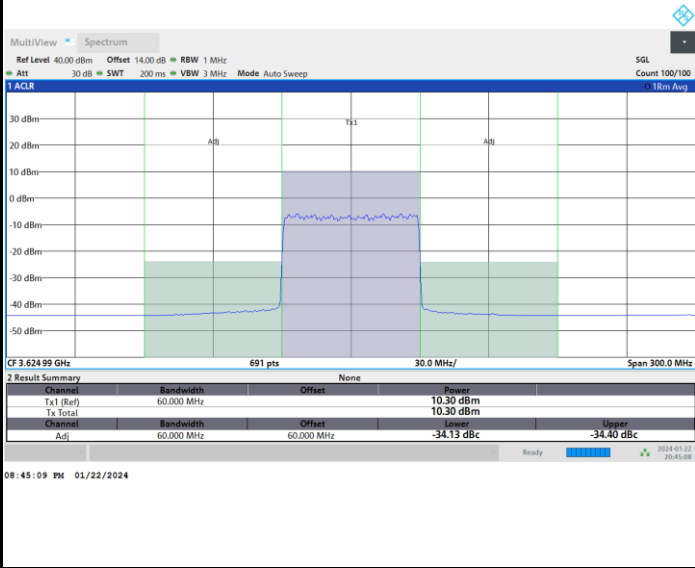 MultiView Spectrum
Ref Level 40.00 dBm Offset 14.00 dB RBW 1 MHz SGL
Att 30 dB SWT 200 ms VBW 3 MHz Mode Auto Sweep Count 100/100
1 ACLR 1Rm Avg
30 dBm
Tx1
20 dBm
Adj Adj
10 dBm
0 dBm
-10 dBm
-20 dBm
-30 dBm
-40 dBm
-50 dBm
CF 3.624 99 GHz 691 pts 30.0 MHz/ Span 300.0 MHz
2 Result Summary None
Channel Bandwidth Offset Power
Tx1 (Ref) 60.000 MHz 10.30 dBm
Tx Total 10.30 dBm
Channel Bandwidth Offset Lower Upper
Adj 60.000 MHz 60.000 MHz -34.13 dBc -34.40 dBc
Ready 2024-01-22
20:45:08
08:45:09 PM 01/22/2024